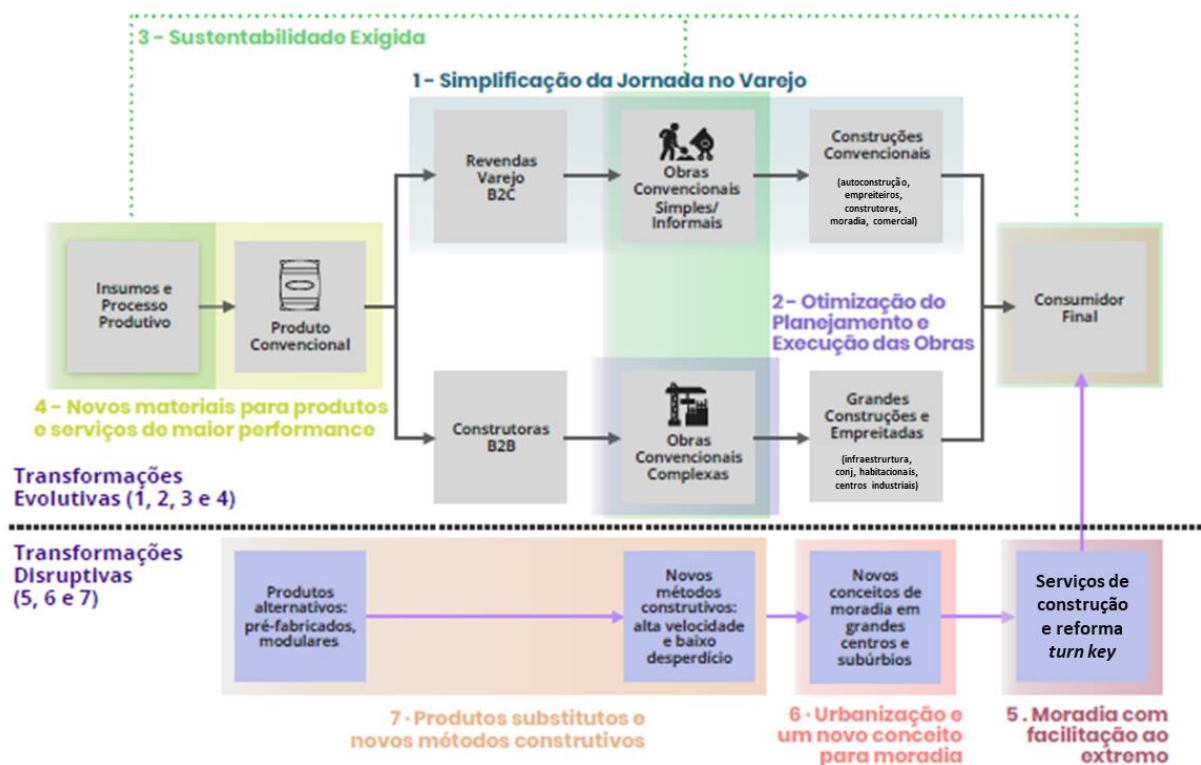 3 - Sustentabilidade Exigida
1 - Simplificação da Jornada no Varejo
Revendas
Varejo
B2C
Obras
Convencionais
Simples/
Informais
Construções
Convencionais
(autoconstrução,
empreiteiros,
construtores,
moradia, comercial)
Insumos e
Processo
Produtivo
Produto
Convencional
2 - Otimização do
Planejamento e
Execução das Obras
Consumidor
Final
4 - Novos materiais para produtos
e serviços de maior performance
Construtoras
B2B
Obras
Convencionais
Complexas
Grandes
Construções e
Empreitadas
(infraestrurtura,
conj, habitacionais,
centros industriais)
Transformações
Evolutivas (1, 2, 3 e 4)
Transformações
Disruptivas
(5, 6 e 7)
Produtos
alternativos:
pré-fabricados,
modulares
Novos
métodos
construtivos:
alta velocidade
e baixo
desperdício
Novos
conceitos de
moradia em
grandes
centros e
subúrbios
Serviços de
construção
e reforma
turn key
7 · Produtos substitutos e
novos métodos construtivos
6 · Urbanização e
um novo conceito
para moradia
5 . Moradia com
facilitação ao
extremo